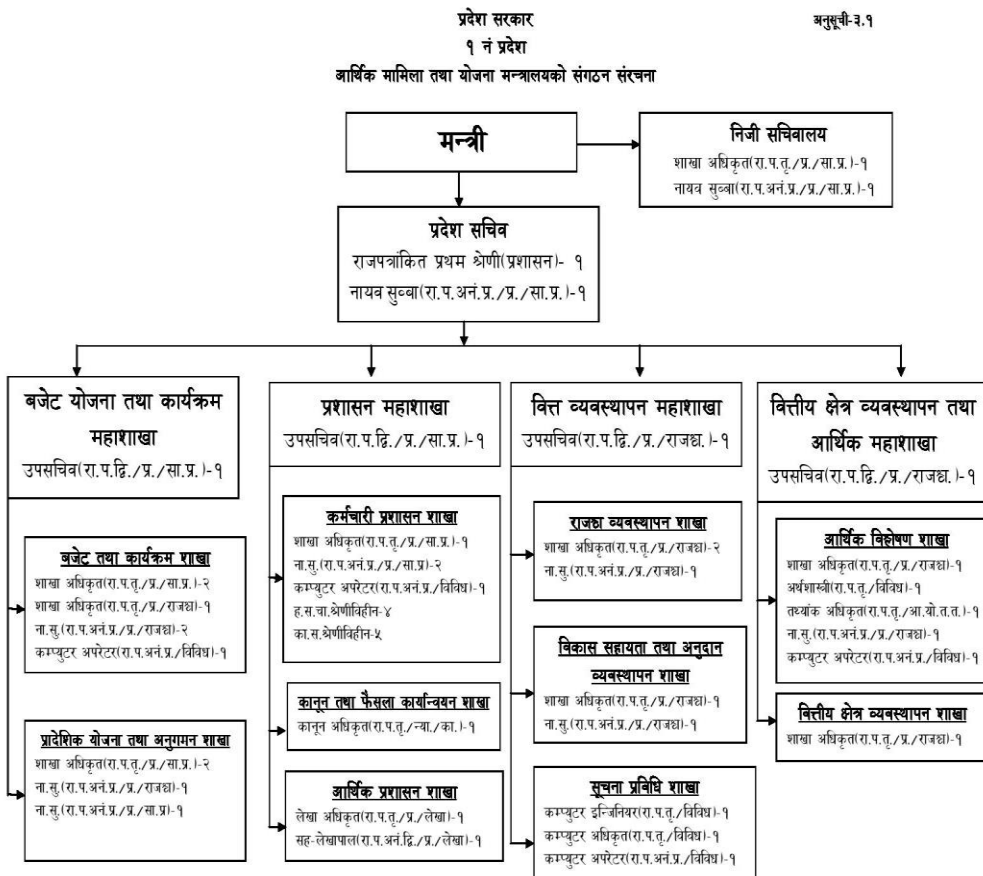 प्रदेश सरकार
अनुसूची-३.१
१ नं प्रदेश
आर्थिक मामिला तथा योजना मन्त्रालयको संगठन संरचना
मन्त्री
निजी सचिवालय
शाखा अधिकृत(रा.प.तृ./प्र./सा.प्र.)-१
नायव सुब्बा(रा.प.अनं.प्र./प्र./सा.प्र.)-१
प्रदेश सचिव
राजपत्रांकित प्रथम श्रेणी(प्रशासन)- १
नायव सुब्बा(रा.प.अनं.प्र./प्र./सा.प्र.)-१
बजेट योजना तथा कार्यक्रम
महाशाखा
उपसचिव(रा.प.द्वि./प्र./सा.प्र.)-१
बजेट तथा कार्यक्रम शाखा
शाखा अधिकृत(रा.प.तृ./प्र./सा.प्र.)-२
शाखा अधिकृत(रा.प.तृ./प्र./राजश्व)-१
ना.सु.(रा.प.अनं.प्र./प्र./राजश्व)-२
कम्प्युटर अपरेटर(रा.प.अनं.प्र./विविध)-१
प्रादेशिक योजना तथा अनुगमन शाखा
शाखा अधिकृत(रा.प.तृ./प्र./सा.प्र.)-२
ना.सु.(रा.प.अनं.प्र./प्र./राजश्व)-१
ना.सु.(रा.प.अनं.प्र./प्र./सा.प्र)-१
प्रशासन महाशाखा
उपसचिव(रा.प.द्वि./प्र./सा.प्र.)-१
कर्मचारी प्रशासन शाखा
शाखा अधिकृत(रा.प.तृ./प्र./सा.प्र.)-१
ना.सु.(रा.प.अनं.प्र./प्र./सा.प्र)-२
कम्प्युटर अपरेटर(रा.प.अनं.प्र./विविध)-१
ह.स.चा.श्रेणीविहीन-४
का.स.श्रेणीविहीन-५
कानून तथा फैसला कार्यान्वयन शाखा
कानून अधिकृत(रा.प.तृ./न्या./का.)-१
आर्थिक प्रशासन शाखा
लेखा अधिकृत(रा.प.तृ./प्र./लेखा)-१
सह-लेखापाल(रा.प.अनं.द्वि./प्र./लेखा)-१
वित्त व्यवस्थापन महाशाखा
उपसचिव(रा.प.द्वि./प्र./राजश्व.)-१
राजश्व व्यवस्थापन शाखा
शाखा अधिकृत(रा.प.तृ./प्र./राजश्व)-२
ना.सु.(रा.प.अनं.प्र./प्र./राजश्व)-१
विकास सहायता तथा अनुदान
व्यवस्थापन शाखा
शाखा अधिकृत(रा.प.तृ./प्र./राजश्व)-१
ना.सु.(रा.प.अनं.प्र./प्र./राजश्व)-१
सूचना प्रबिधि शाखा
कम्प्युटर इन्जिनियर(रा.प.तृ./विविध)-१
कम्प्युटर अधिकृत(रा.प.तृ./विविध)-१
कम्प्युटर अपरेटर(रा.प.अनं.प्र./विविध)-१
वित्तीय क्षेत्र व्यवस्थापन तथा
आर्थिक महाशाखा
उपसचिव(रा.प.द्वि./प्र./राजश्व.)-१
आर्थिक विश्लेषण शाखा
शाखा अधिकृत(रा.प.तृ./प्र./राजश्व)-१
अर्थशास्त्री(रा.प.तृ./विविध)-१
तथ्यांक अधिकृत(रा.प.तृ./आ.यो.त.त.)-१
ना.सु.(रा.प.अनं.प्र./प्र./राजश्व)-१
कम्प्युटर अपरेटर(रा.प.अनं.प्र./विविध)-१
वित्तीय क्षेत्र व्यवस्थापन शाखा
शाखा अधिकृत(रा.प.तृ./प्र./राजश्व)-१